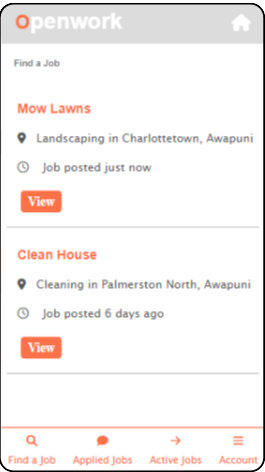 Openwork
Find a Job
Mow Lawns
Landscaping in Charlottetown, Awapuni
Job posted just now
View
Clean House
Cleaning in Palmerston North, Awapuni
Job posted 6 days ago
View
Find a Job Applied Jobs Active Jobs Account